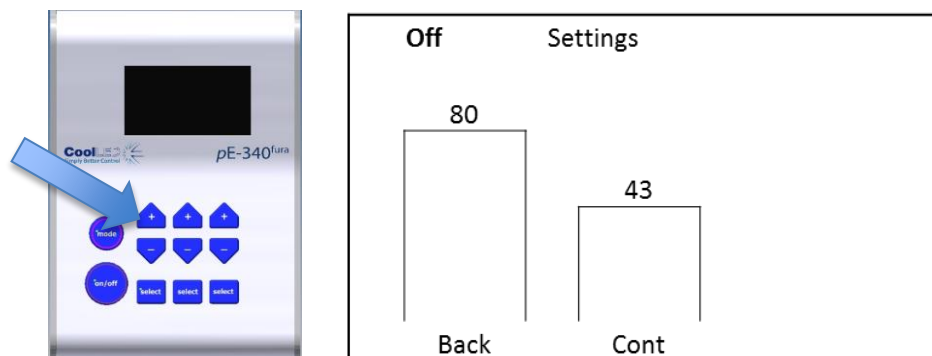 CoolLED
Simply Better Control
pE-340fura
+ + +
mode
- - -
on/off
select select select
Off Settings
80
43
Back Cont